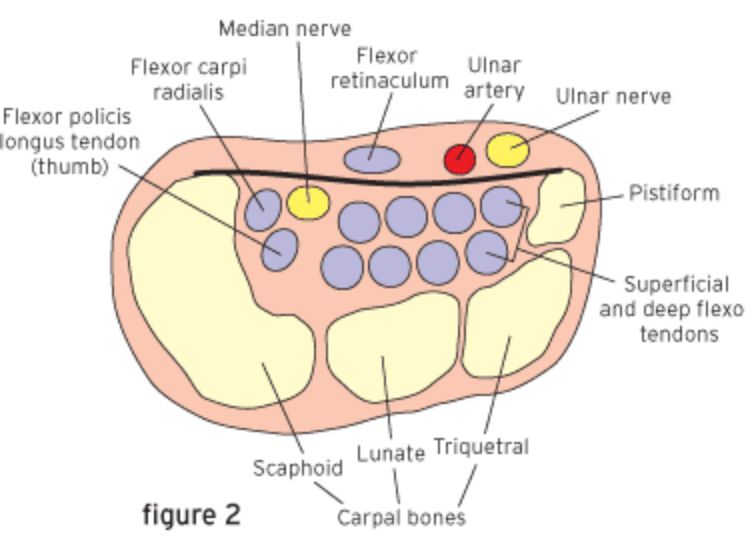 Median nerve
Flexor carpi
radialis
Flexor
retinaculum
Ulnar
artery
Ulnar nerve
Flexor policis
longus tendon
(thumb)
Pistiform
Superficial
and deep flexo
tendons
Scaphoid
Lunate
Triquetral
Carpal bones
figure 2